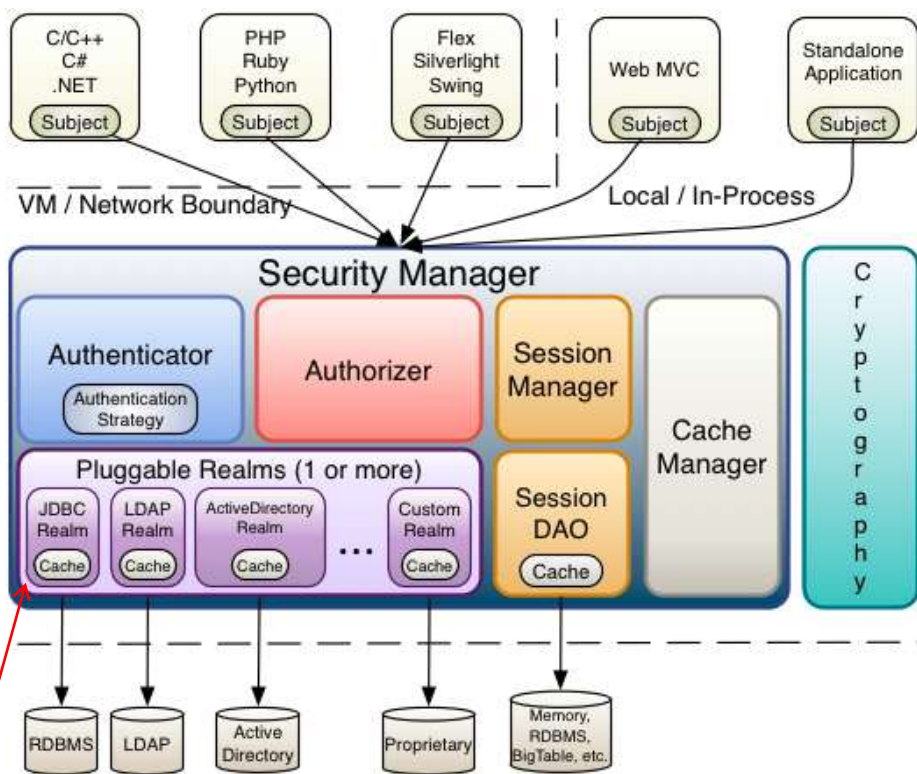 C/C++
C#
.NET
Subject
PHP
Ruby
Python
Subject
Flex
Silverlight
Swing
Subject
Web MVC
Subject
Standalone
Application
Subject
VM / Network Boundary
Local / In-Process
Security Manager
Authenticator
Authentication
Strategy
Authorizer
Session
Manager
Cache
Manager
Pluggable Realms (1 or more)
JDBC
Realm
Cache
LDAP
Realm
Cache
ActiveDirectory
Realm
Cache
...
Custom
Realm
Cache
Session
DAO
Cache
C
r
y
p
t
o
g
r
a
p
h
y
RDBMS
LDAP
Active
Directory
Proprietary
Memory,
RDBMS,
BigTable, etc.